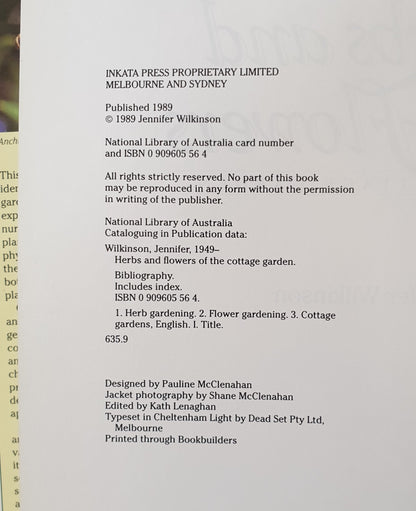 INKATA PRESS PROPRIETARY LIMITED
MELBOURNE AND SYDNEY
Published 1989
© 1989 Jennifer Wilkinson
National Library of Australia card number
and ISBN 0 909605 56 4
All rights strictly reserved. No part of this book
may be reproduced in any form without the permission
in writing of the publisher.
National Library of Australia
Cataloguing in Publication data:
Wilkinson, Jennifer, 1949–
Herbs and flowers of the cottage garden.
Bibliography.
Includes index.
ISBN 0 909605 56 4.
1. Herb gardening. 2. Flower gardening. 3. Cottage
gardens, English. I. Title.
635.9
Designed by Pauline McClenahan
Jacket photography by Shane McClenahan
Edited by Kath Lenaghan
Typeset in Cheltenham Light by Dead Set Pty Ltd,
Melbourne
Printed through Bookbuilders